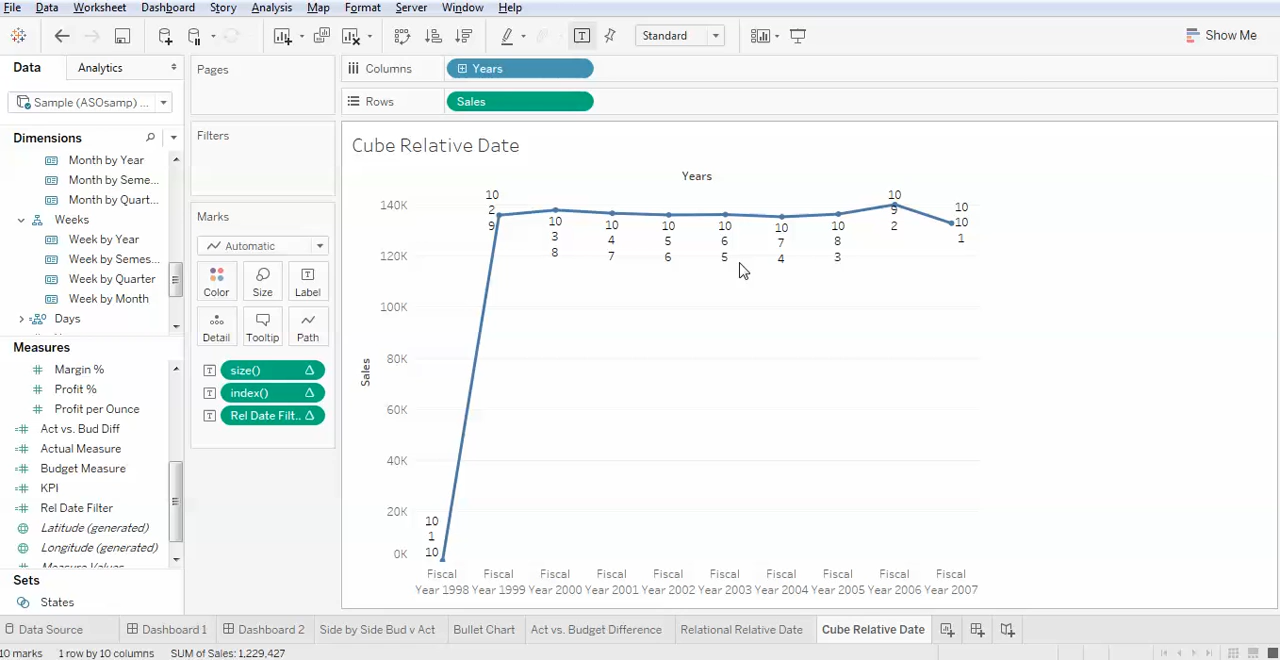 File Data Worksheet Dashboard Story Analysis Map Format Server Window Help
Standard
Show Me
Data
Analytics
Sample (ASOsamp) ...
Dimensions
Month by Year
Month by Seme...
Month by Quart...
Weeks
Week by Year
Week by Semes...
Week by Quarter
Week by Month
Days
Measures
Margin %
Profit %
Profit per Ounce
Act vs. Bud Diff
Actual Measure
Budget Measure
KPI
Rel Date Filter
Latitude (generated)
Longitude (generated)
Measure Values
Sets
States
Pages
Filters
Marks
Automatic
Color
Size
Label
Detail
Tooltip
Path
size()
index()
Rel Date Filt..
Columns
Years
Rows
Sales
Cube Relative Date
Years
140K
120K
100K
80K
60K
40K
20K
0K
Sales
10
1
10
10
2
9
10
3
8
10
4
7
10
5
6
10
6
5
10
7
4
10
8
3
10
9
2
10
10
1
Fiscal Year 1998
Fiscal Year 1999
Fiscal Year 2000
Fiscal Year 2001
Fiscal Year 2002
Fiscal Year 2003
Fiscal Year 2004
Fiscal Year 2005
Fiscal Year 2006
Fiscal Year 2007
Data Source
Dashboard 1
Dashboard 2
Side by Side Bud v Act
Bullet Chart
Act vs. Budget Difference
Relational Relative Date
Cube Relative Date
10 marks
1 row by 10 columns
SUM of Sales: 1,229,427